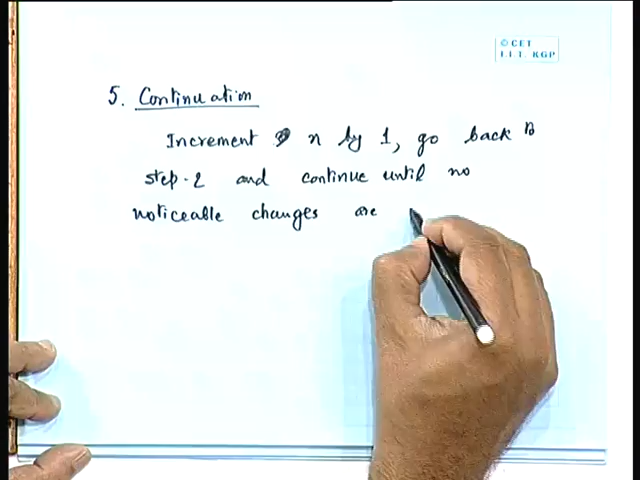 © CET
I.I.T. KGP
5. Continuation
Increment n by 1, go back to
step-2 and continue until no
noticeable changes are